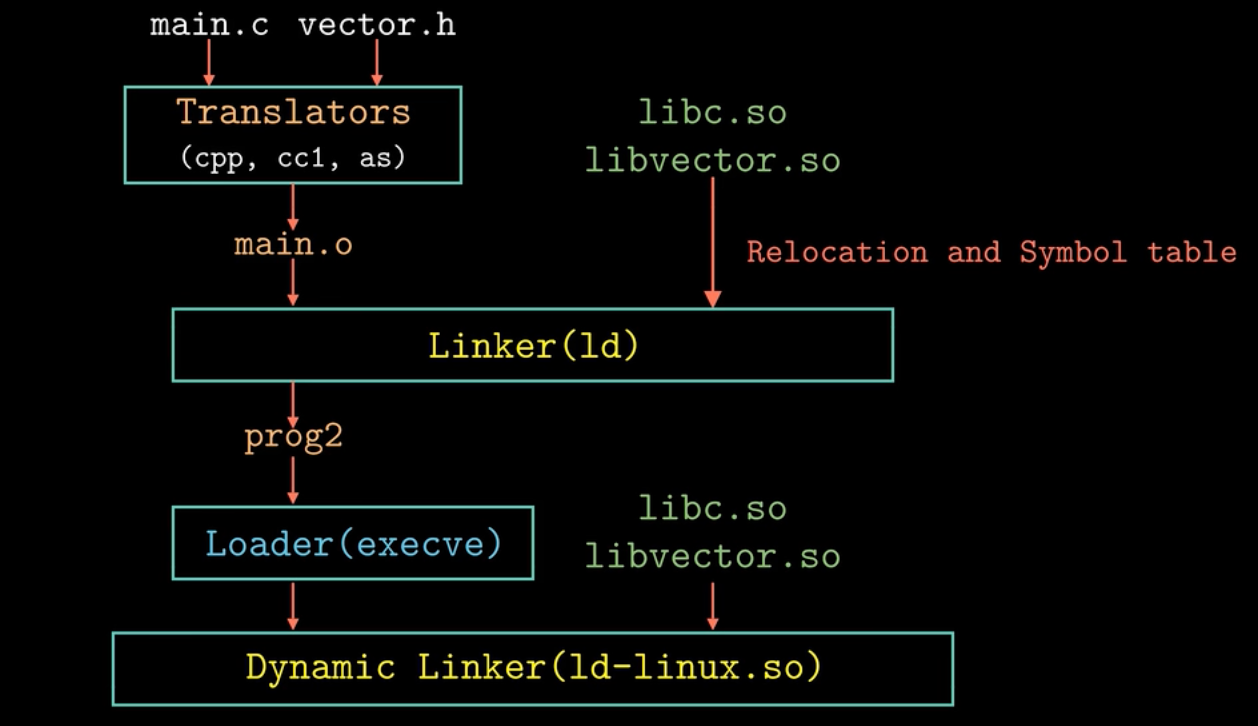 main.c vector.h
Translators
(cpp, cc1, as)
libc.so
libvector.so
main.o
Relocation and Symbol table
Linker(ld)
prog2
Loader(execve)
libc.so
libvector.so
Dynamic Linker(ld-linux.so)